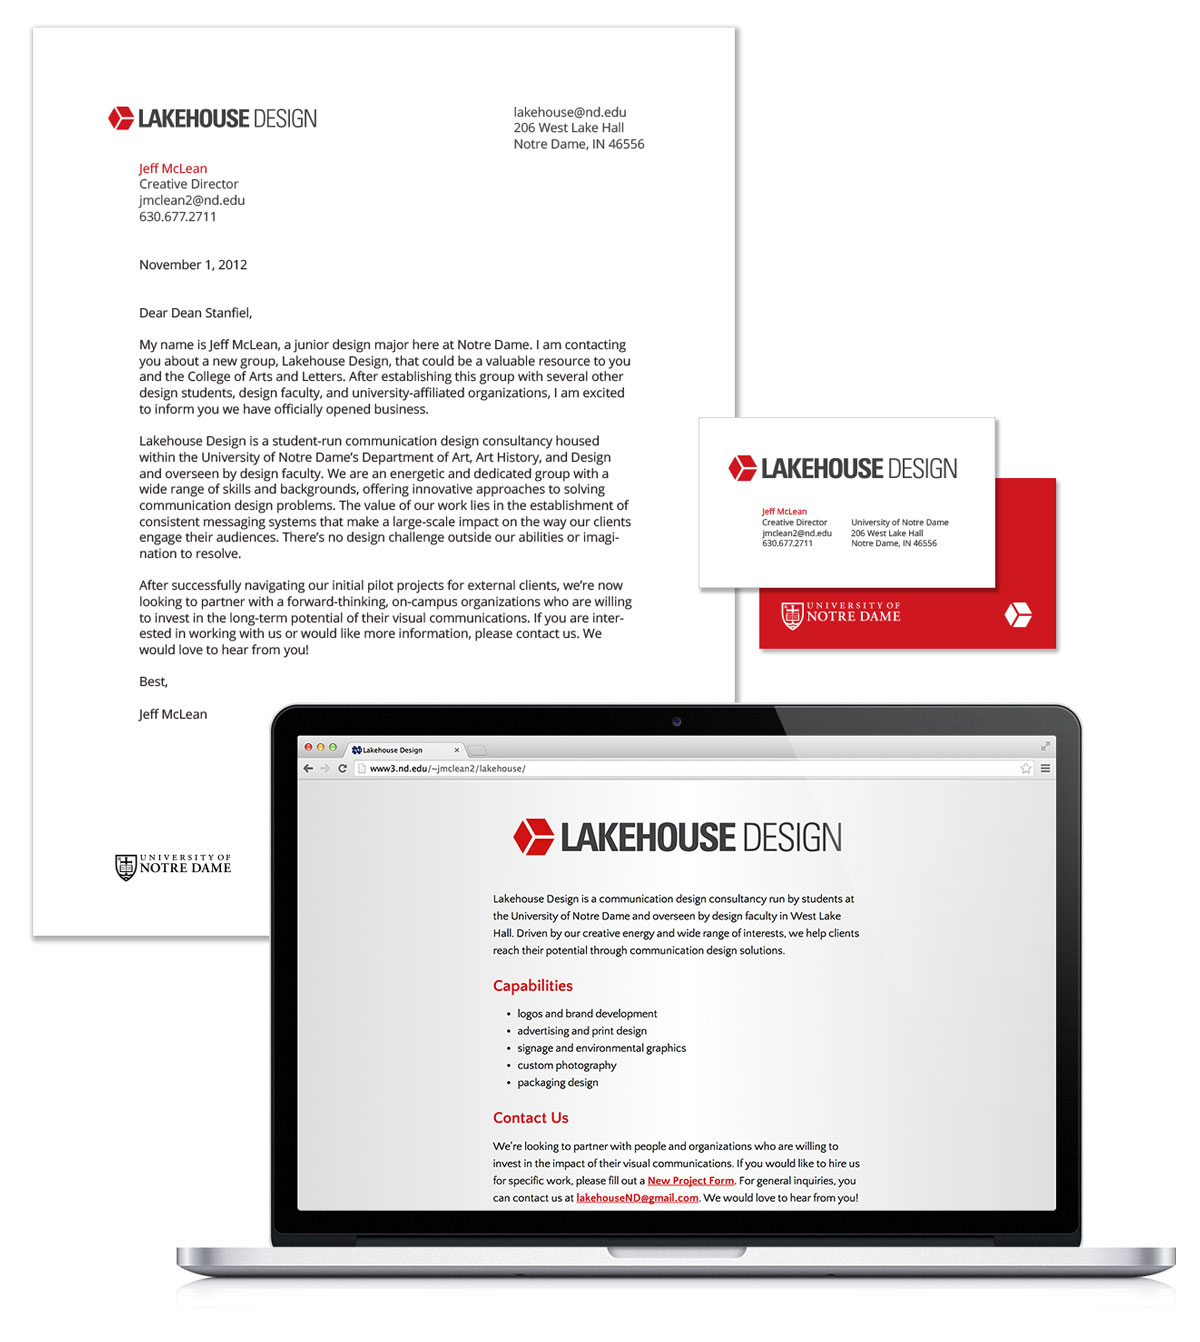 LAKEHOUSE DESIGN
lakehouse@nd.edu
206 West Lake Hall
Notre Dame, IN 46556
Jeff McLean
Creative Director
jmclean2@nd.edu
630.677.2711
November 1, 2012
Dear Dean Stanfiel,
My name is Jeff McLean, a junior design major here at Notre Dame. I am contacting
you about a new group, Lakehouse Design, that could be a valuable resource to you
and the College of Arts and Letters. After establishing this group with several other
design students, design faculty, and university-affiliated organizations, I am excited
to inform you we have officially opened business.
Lakehouse Design is a student-run communication design consultancy housed
within the University of Notre Dame's Department of Art, Art History, and Design
and overseen by design faculty. We are an energetic and dedicated group with a
wide range of skills and backgrounds, offering innovative approaches to solving
communication design problems. The value of our work lies in the establishment of
consistent messaging systems that make a large-scale impact on the way our clients
engage their audiences. There's no design challenge outside our abilities or imagi-
nation to resolve.
After successfully navigating our initial pilot projects for external clients, we're now
looking to partner with a forward-thinking, on-campus organizations who are willing
to invest in the long-term potential of their visual communications. If you are inter-
ested in working with us or would like more information, please contact us. We
would love to hear from you!
Best,
Jeff McLean
UNIVERSITY OF
NOTRE DAME
LAKEHOUSE DESIGN
Jeff McLean
Creative Director
jmclean2@nd.edu
630.677.2711
University of Notre Dame
206 West Lake Hall
Notre Dame, IN 46556
UNIVERSITY OF
NOTRE DAME
Lakehouse Design
www3.nd.edu/~jmclean2/lakehouse/
LAKEHOUSE DESIGN
Lakehouse Design is a communication design consultancy run by students at
the University of Notre Dame and overseen by design faculty in West Lake
Hall. Driven by our creative energy and wide range of interests, we help clients
reach their potential through communication design solutions.
Capabilities
• logos and brand development
• advertising and print design
• signage and environmental graphics
• custom photography
• packaging design
Contact Us
We're looking to partner with people and organizations who are willing to
invest in the impact of their visual communications. If you would like to hire us
for specific work, please fill out a New Project Form. For general inquiries, you
can contact us at lakehouseND@gmail.com. We would love to hear from you!